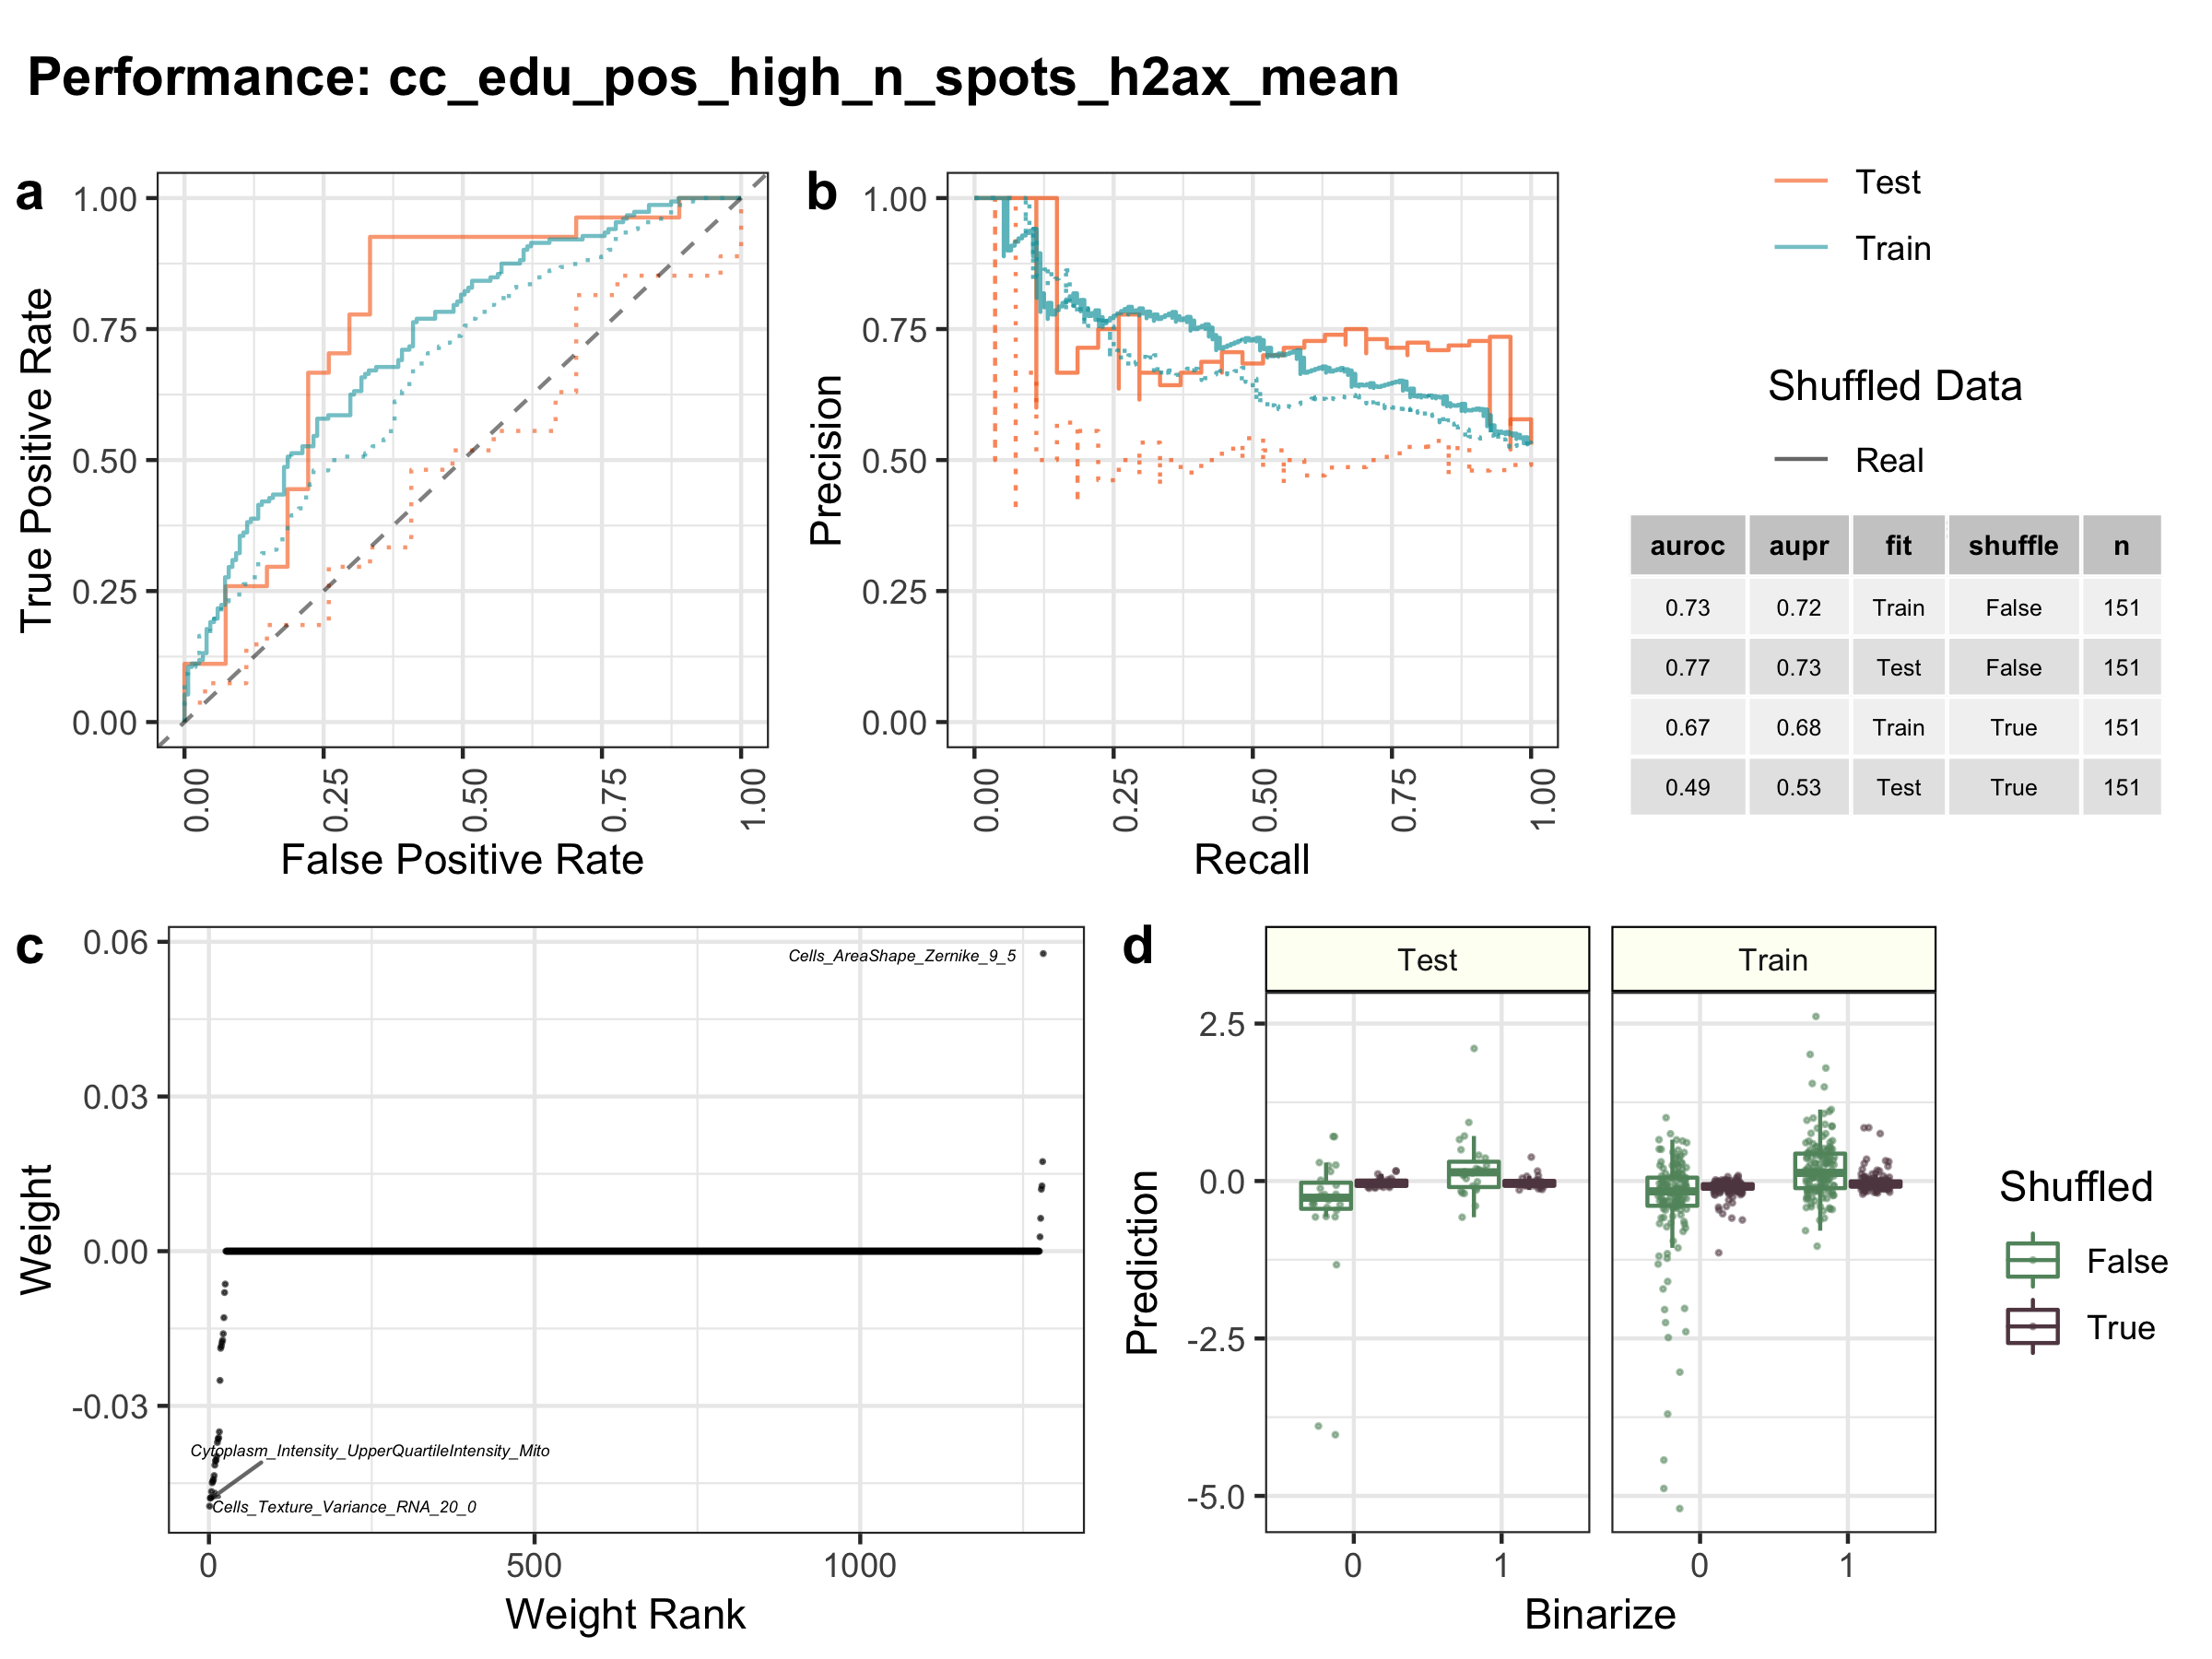 Performance: cc_edu_pos_high_n_spots_h2ax_mean
a
1.00
0.75
0.50
0.25
0.00
True Positive Rate
0.00
0.25
0.50
0.75
1.00
False Positive Rate
b
1.00
0.75
0.50
0.25
0.00
Precision
0.00
0.25
0.50
0.75
1.00
Recall
Test
Train
Shuffled Data
Real
auroc aupr fit shuffle n
0.73 0.72 Train False 151
0.77 0.73 Test False 151
0.67 0.68 Train True 151
0.49 0.53 Test True 151
c
0.06
0.03
0.00
-0.03
Weight
Cells_AreaShape_Zernike_9_5
Cytoplasm_Intensity_UpperQuartileIntensity_Mito
Cells_Texture_Variance_RNA_20_0
0 500 1000
Weight Rank
d
Test Train
2.5
0.0
-2.5
-5.0
Prediction
0 1 0 1
Binarize
Shuffled
False
True